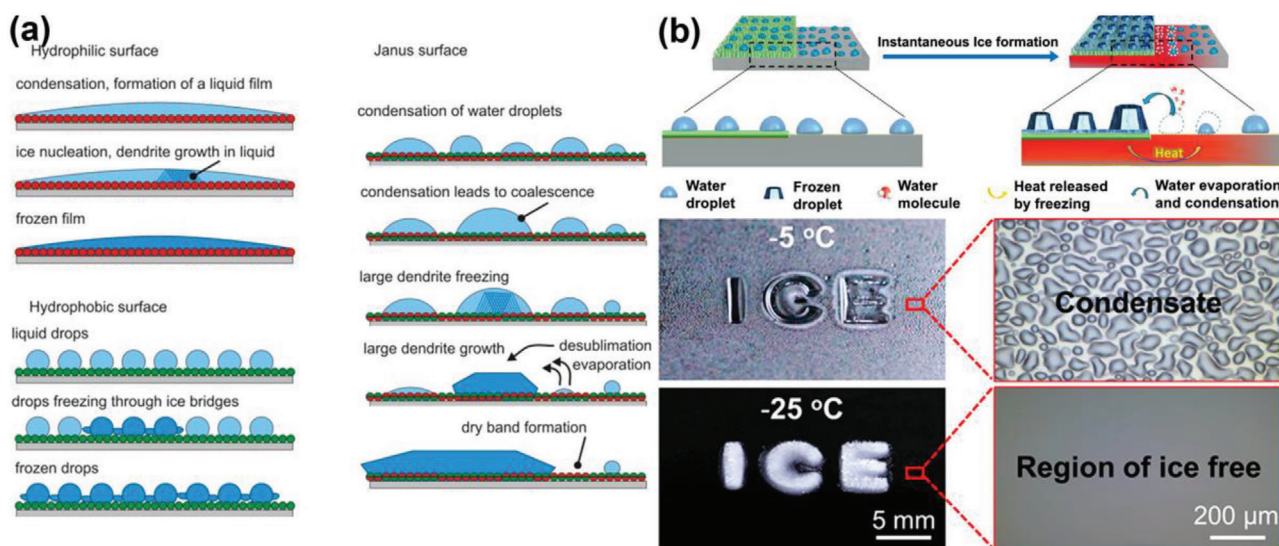 (a)
Hydrophilic surface
condensation, formation of a liquid film
ice nucleation, dendrite growth in liquid
frozen film
Hydrophobic surface
liquid drops
drops freezing through ice bridges
frozen drops
Janus surface
condensation of water droplets
condensation leads to coalescence
large dendrite freezing
large dendrite growth
desublimation
evaporation
dry band formation
(b)
Instantaneous Ice formation
Heat
Water
droplet
Frozen
droplet
Water
molecule
Heat released
by freezing
Water evaporation
and condensation
-5 °C
ICE
Condensate
-25 °C
ICE
5 mm
Region of ice free
200 µm